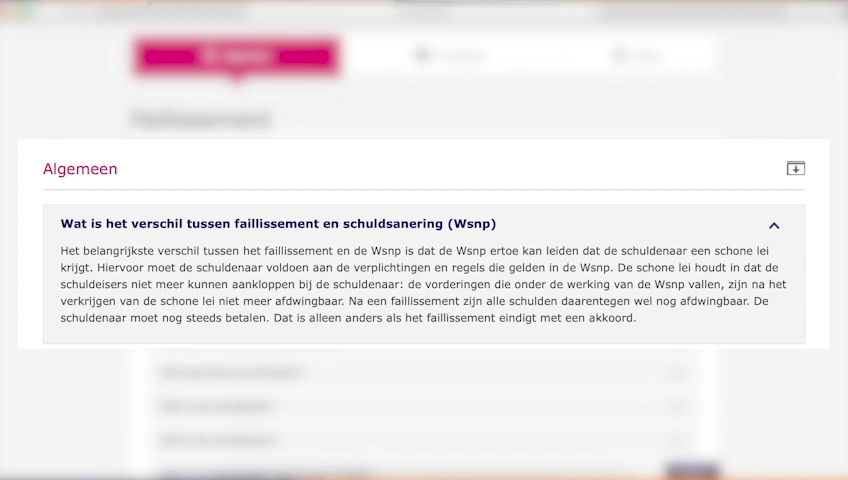 Algemeen
Wat is het verschil tussen faillissement en schuldsanering (Wsnp)
Het belangrijkste verschil tussen het faillissement en de Wsnp is dat de Wsnp ertoe kan leiden dat de schuldenaar een schone lei
krijgt. Hiervoor moet de schuldenaar voldoen aan de verplichtingen en regels die gelden in de Wsnp. De schone lei houdt in dat de
schuldeisers niet meer kunnen aankloppen bij de schuldenaar: de vorderingen die onder de werking van de Wsnp vallen, zijn na het
verkrijgen van de schone lei niet meer afdwingbaar. Na een faillissement zijn alle schulden daarentegen wel nog afdwingbaar. De
schuldenaar moet nog steeds betalen. Dat is alleen anders als het faillissement eindigt met een akkoord.